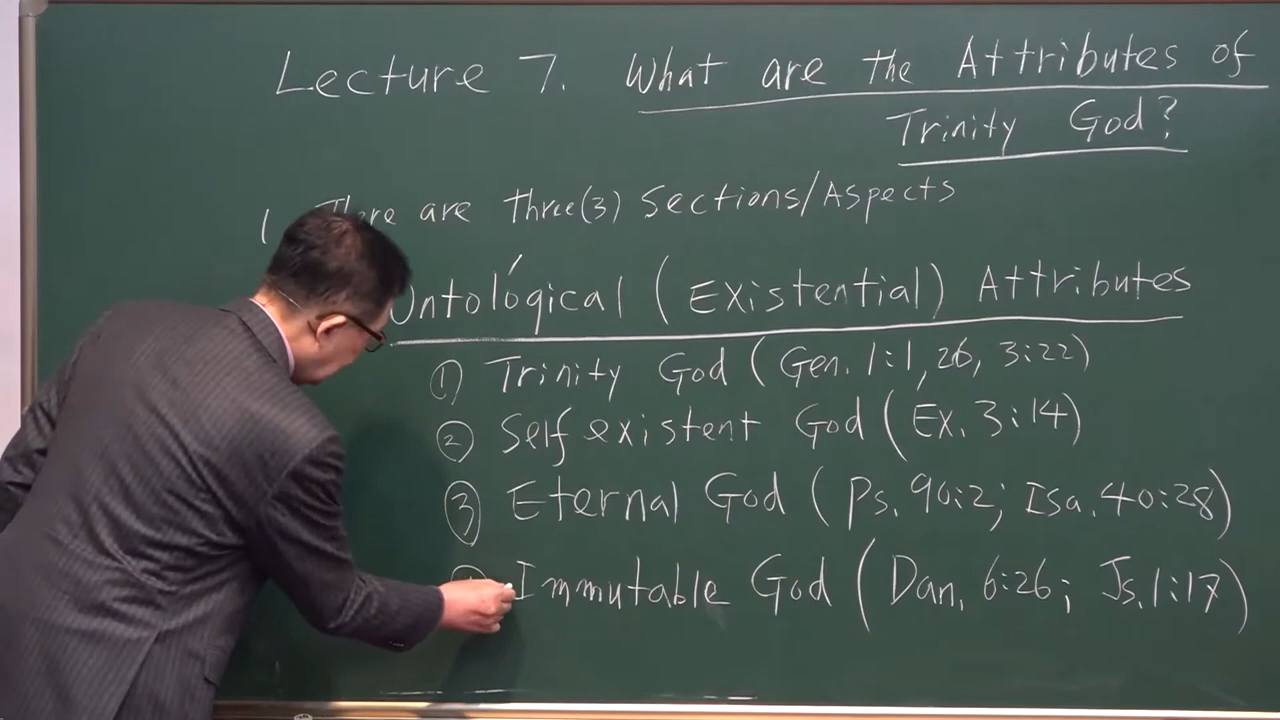 Lecture 7. What are the Attributes of
Trinity God?
1 There are three(3) Sections/Aspects
Ontological (Existential) Attributes
① Trinity God (Gen. 1:1, 26, 3:22)
② Self existent God (Ex. 3:14)
③ Eternal God (Ps. 90:2; Isa. 40:28)
Immutable God (Dan. 6:26; Js. 1:17)